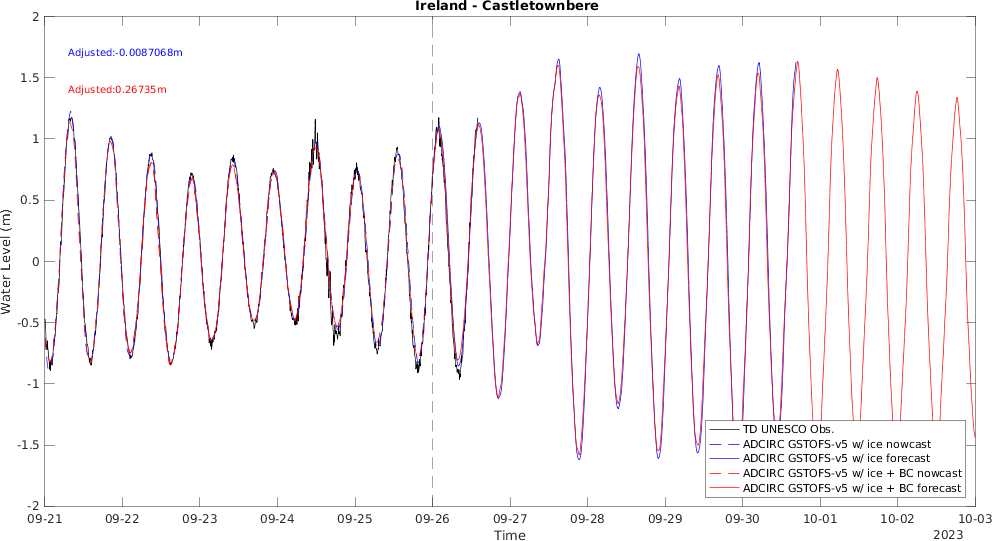 Ireland - Castletownbere
Adjusted:-0.0087068m
Adjusted:0.26735m
Water Level (m)
2
1.5
1
0.5
0
-0.5
-1
-1.5
-2
TD UNESCO Obs.
ADCIRC GSTOFS-v5 w/ ice nowcast
ADCIRC GSTOFS-v5 w/ ice forecast
ADCIRC GSTOFS-v5 w/ ice + BC nowcast
ADCIRC GSTOFS-v5 w/ ice + BC forecast
09-21 09-22 09-23 09-24 09-25 09-26 09-27 09-28 09-29 09-30 10-01 10-02 10-03
Time
2023